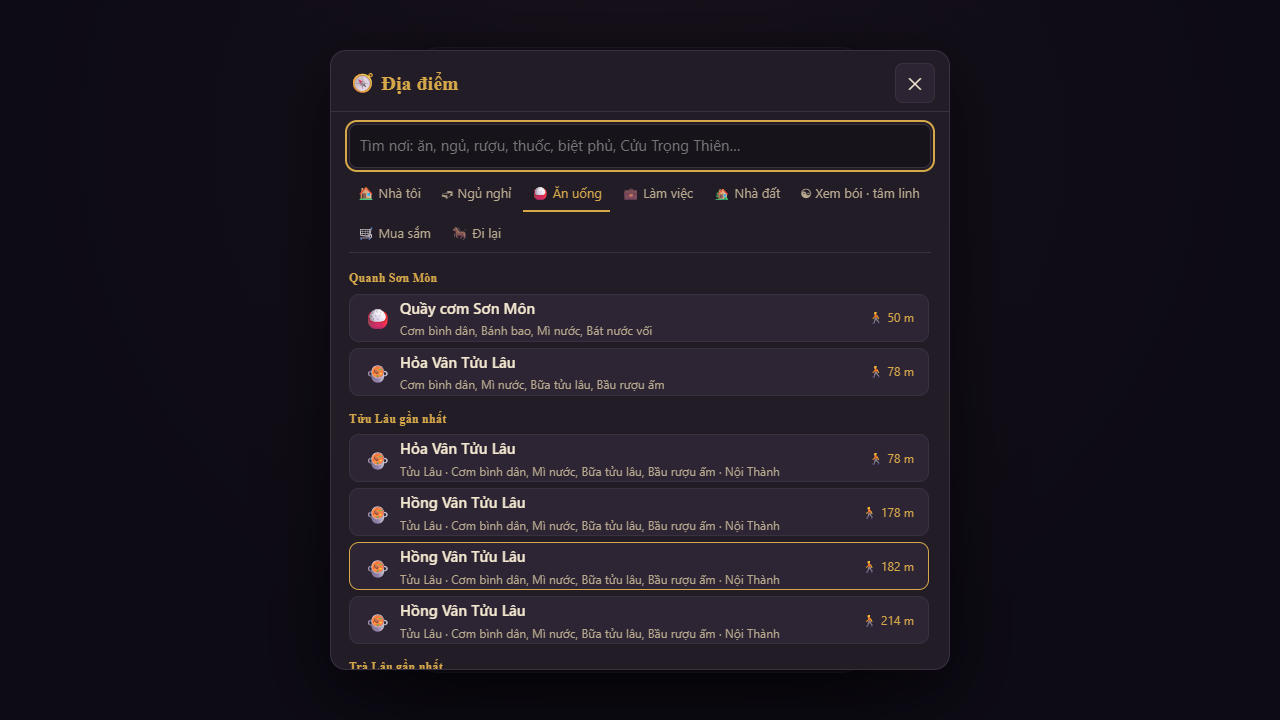 Địa điểm
Tìm nơi: ăn, ngủ, rượu, thuốc, biệt phủ, Cửu Trọng Thiên...
Nhà tôi Ngủ nghỉ Ăn uống Làm việc Nhà đất Xem bói · tâm linh
Mua sắm Đi lại
Quanh Sơn Môn
Quầy cơm Sơn Môn
50 m
Cơm bình dân, Bánh bao, Mì nước, Bát nước vối
Hỏa Vân Tửu Lâu
78 m
Cơm bình dân, Mì nước, Bữa tửu lâu, Bầu rượu ấm
Tửu Lâu gần nhất
Hỏa Vân Tửu Lâu
78 m
Tửu Lâu · Cơm bình dân, Mì nước, Bữa tửu lâu, Bầu rượu ấm · Nội Thành
Hồng Vân Tửu Lâu
178 m
Tửu Lâu · Cơm bình dân, Mì nước, Bữa tửu lâu, Bầu rượu ấm · Nội Thành
Hồng Vân Tửu Lâu
182 m
Tửu Lâu · Cơm bình dân, Mì nước, Bữa tửu lâu, Bầu rượu ấm · Nội Thành
Hồng Vân Tửu Lâu
214 m
Tửu Lâu · Cơm bình dân, Mì nước, Bữa tửu lâu, Bầu rượu ấm · Nội Thành
Trà Lâu gần nhất